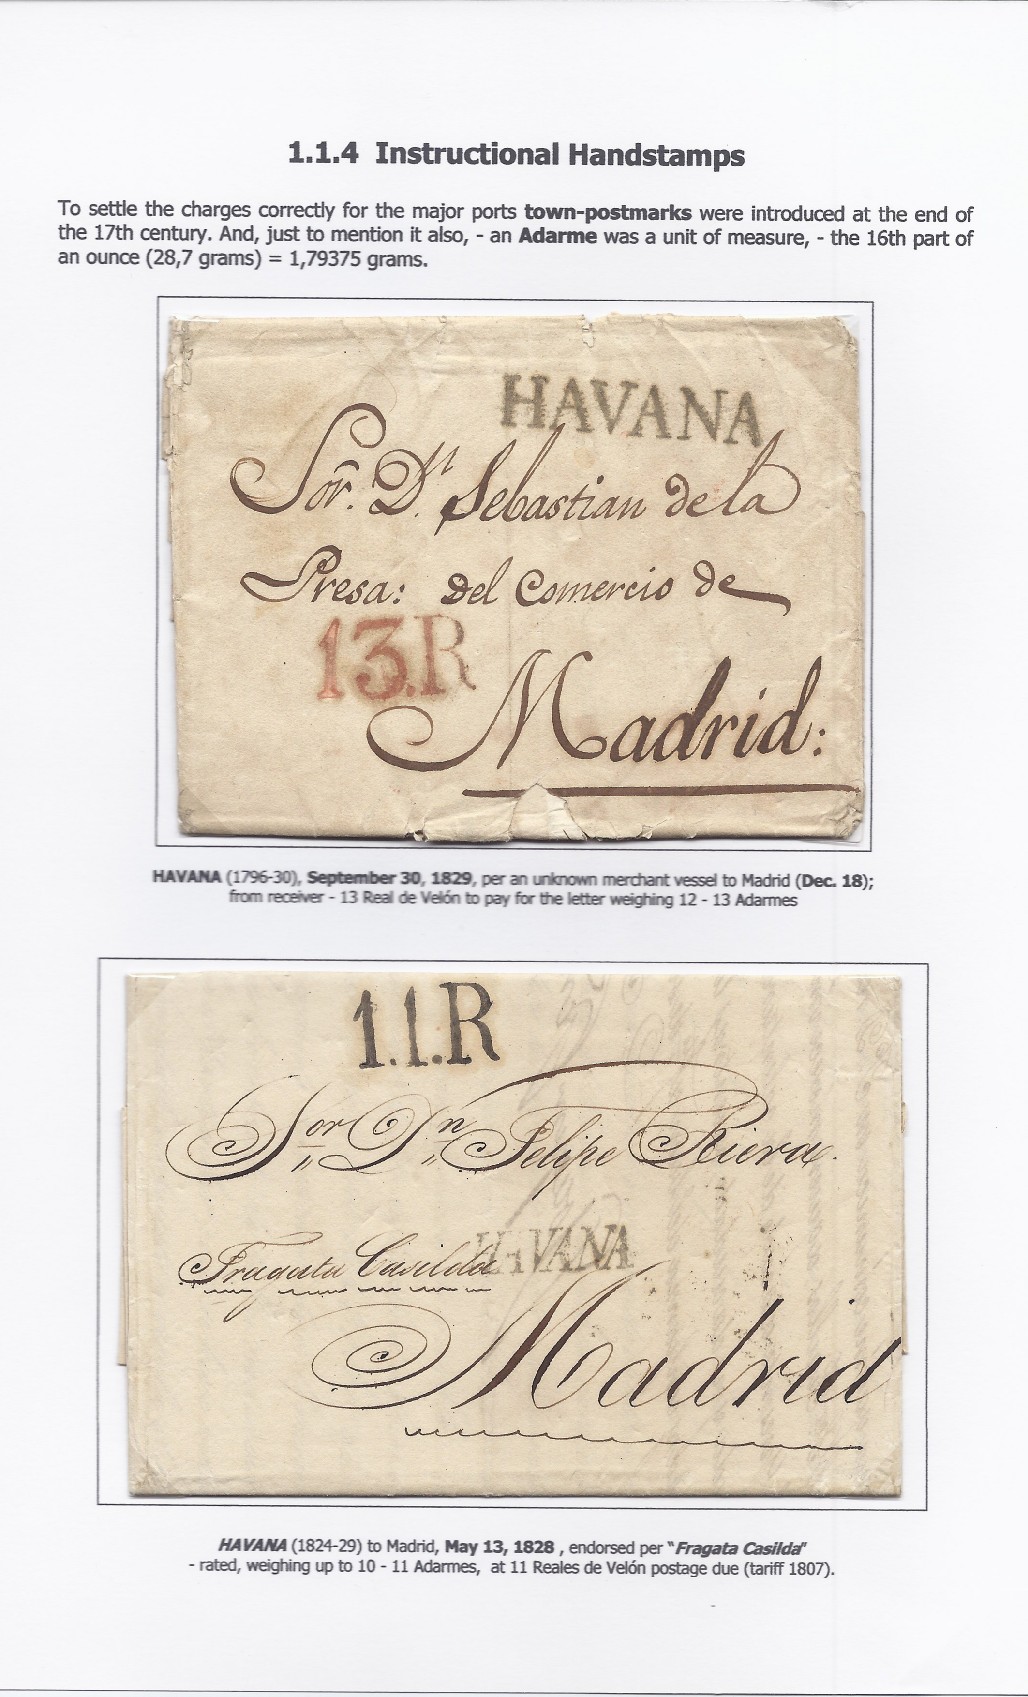 1.1.4 Instructional Handstamps
To settle the charges correctly for the major ports town-postmarks were introduced at the end of
the 17th century. And, just to mention it also, - an Adarme was a unit of measure, - the 16th part of
an ounce (28,7 grams) = 1,79375 grams.
HAVANA
Sor. Dn. Sebastian de la
Presa: del Comercio de
13.R
Madrid:
HAVANA (1796-30), September 30, 1829, per an unknown merchant vessel to Madrid (Dec. 18);
from receiver - 13 Real de Velón to pay for the letter weighing 12 - 13 Adarmes
1.1.R
Sor Dn Felipe Riera.
HAVANA
Fragata Casilda
Madrid
HAVANA (1824-29) to Madrid, May 13, 1828 , endorsed per "Fragata Casilda"
- rated, weighing up to 10 - 11 Adarmes, at 11 Reales de Velón postage due (tariff 1807).